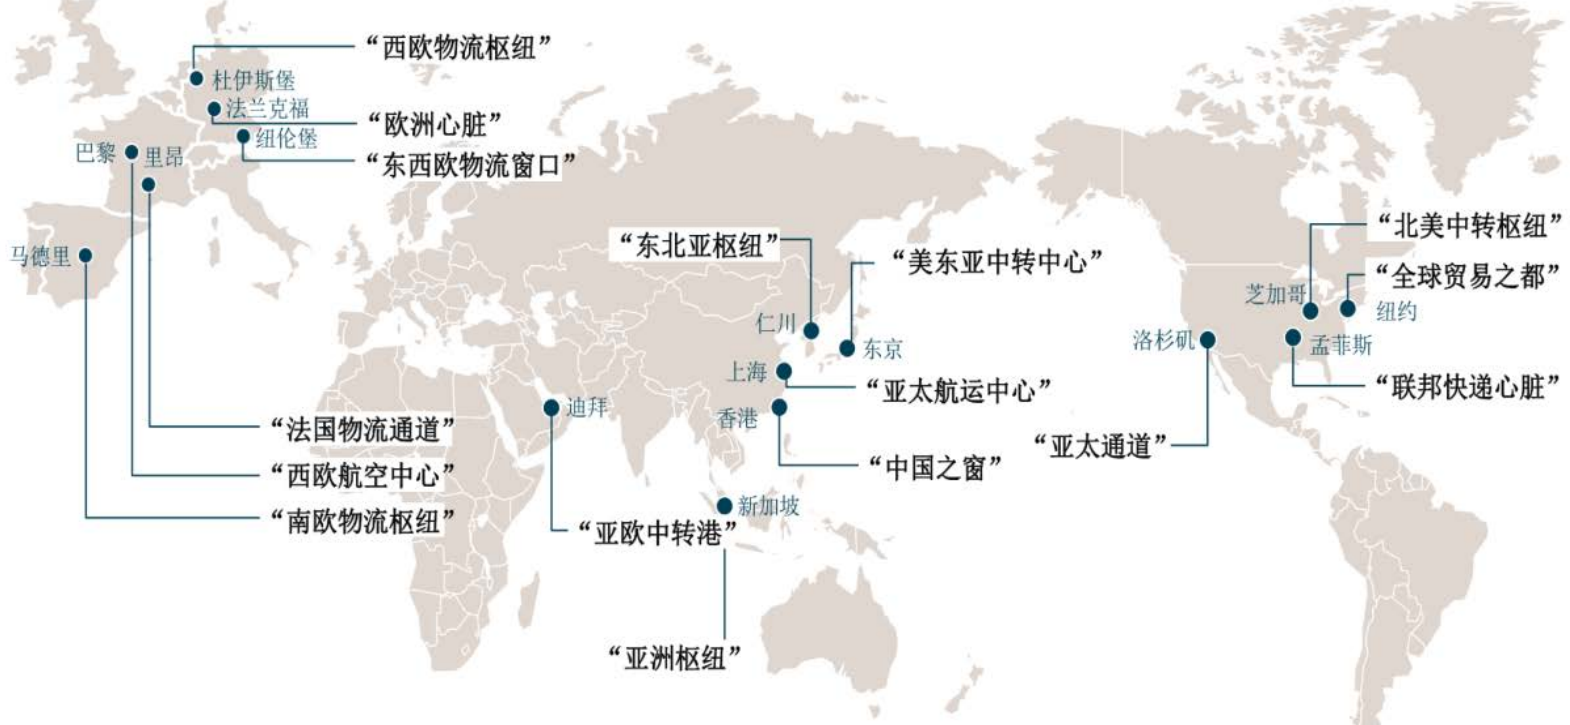 “西欧物流枢纽”
杜伊斯堡
法兰克福
“欧洲心脏”
纽伦堡
巴黎
里昂
“东西欧物流窗口”
马德里
“北美中转枢纽”
“东北亚枢纽”
“美东亚中转中心”
“全球贸易之都”
芝加哥
纽约
仁川
东京
洛杉矶
孟菲斯
上海
“亚太航运中心”
“联邦快递心脏”
迪拜
香港
“法国物流通道”
“亚太通道”
“中国之窗”
“西欧航空中心”
新加坡
“南欧物流枢纽”
“亚欧中转港”
“亚洲枢纽”